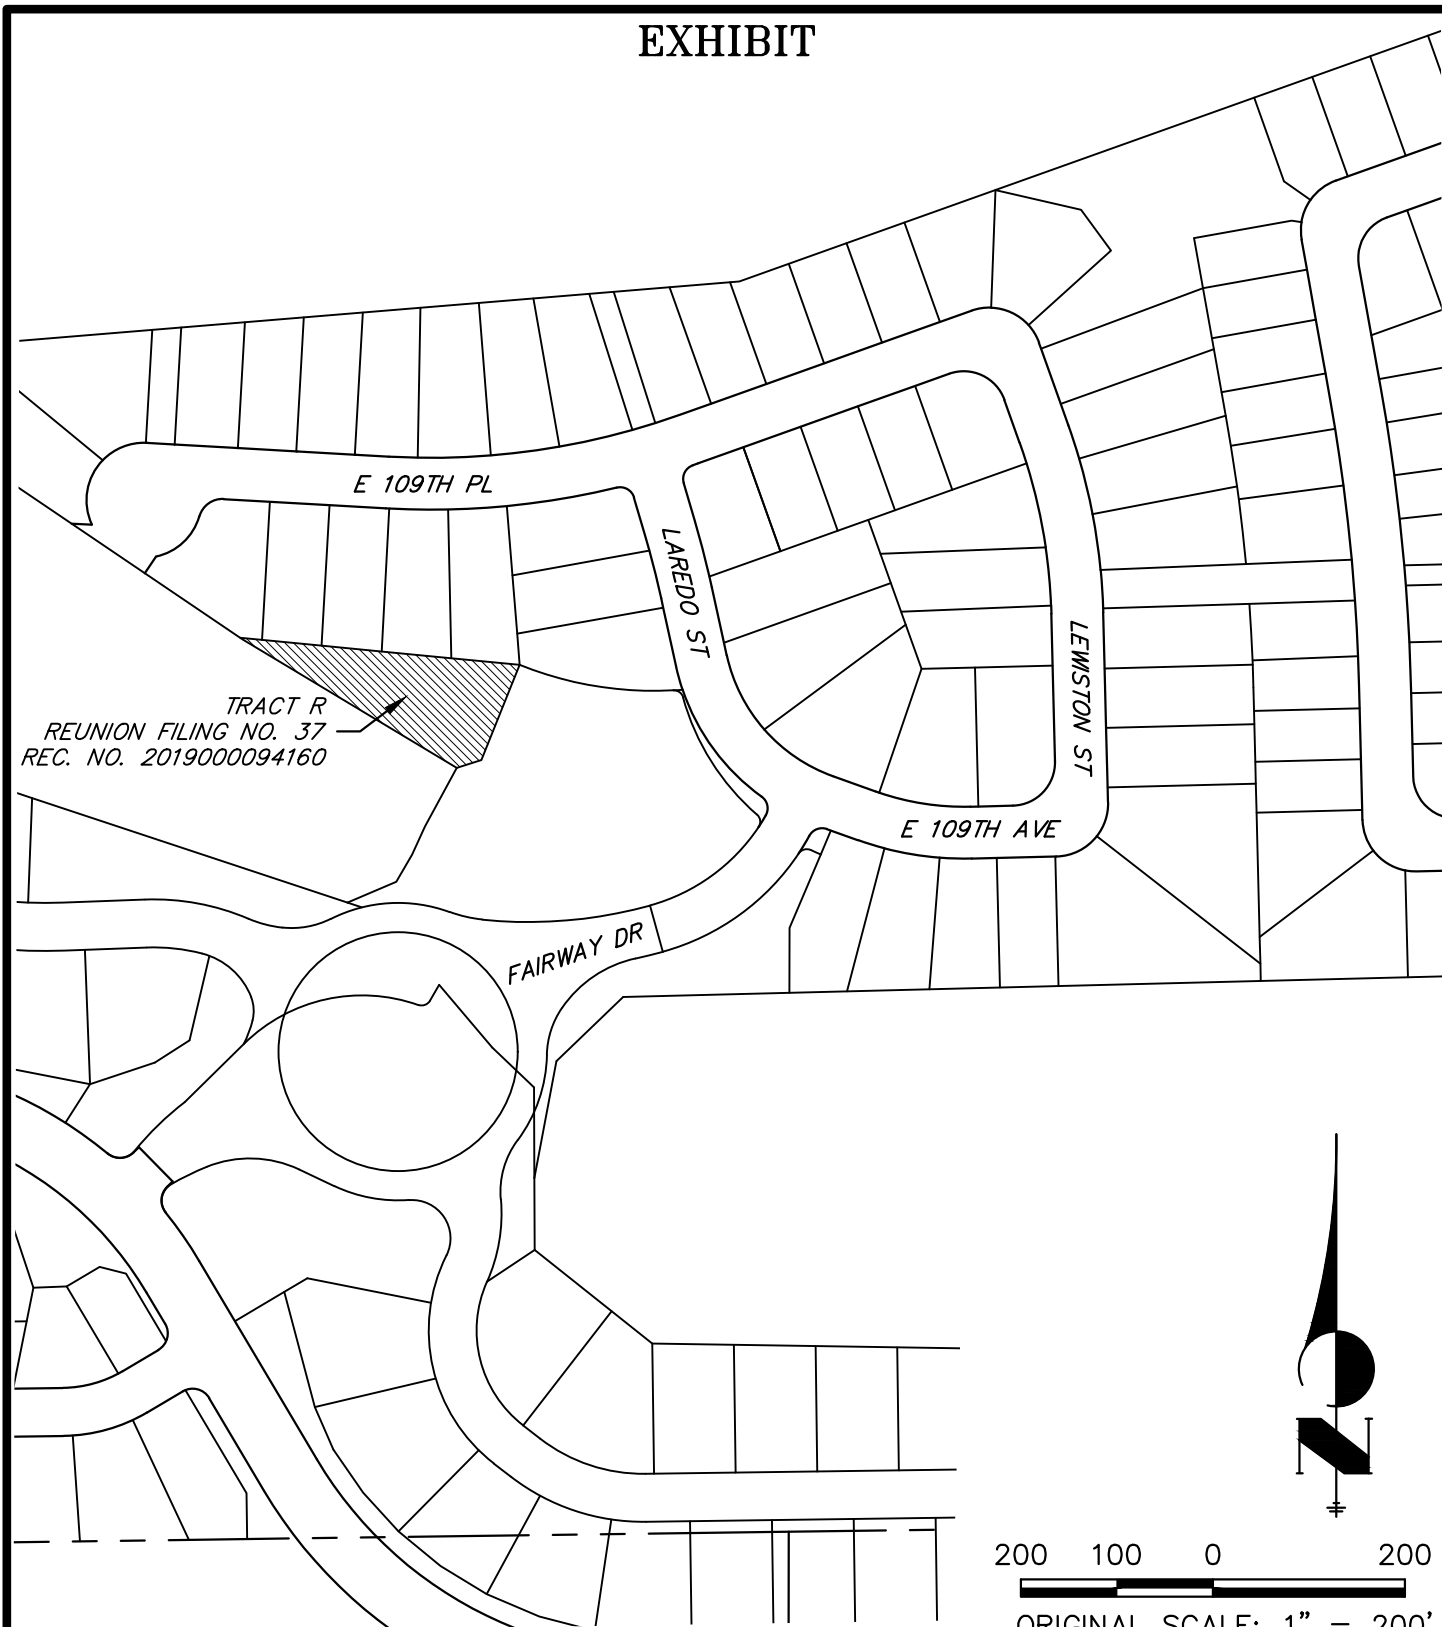 EXHIBIT
E 109TH PL
LAREDO ST
LEWISTON ST
TRACT R
REUNION FILING NO. 37
REC. NO. 2019000094160
E 109TH AVE
FAIRWAY DR
N
200 100 0 200
ORIGINAL SCALE: 1" = 200'